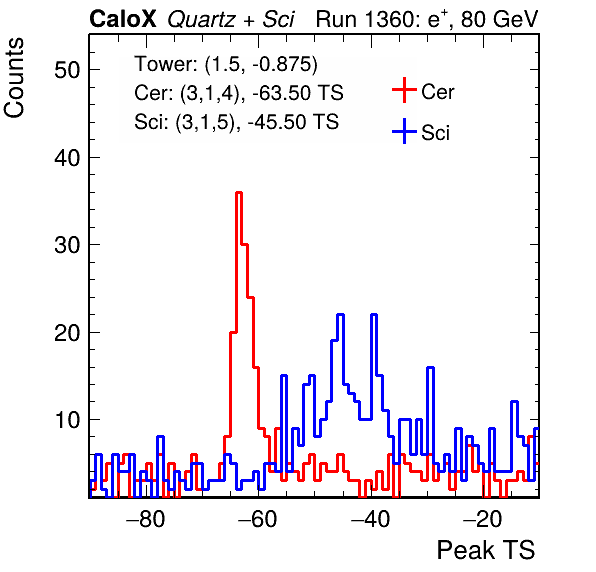 CaloX Quartz + Sci Run 1360: e⁺, 80 GeV
Counts
Tower: (1.5, -0.875)
Cer: (3,1,4), -63.50 TS
Sci: (3,1,5), -45.50 TS
Cer
Sci
50
40
30
20
10
−80 −60 −40 −20
Peak TS